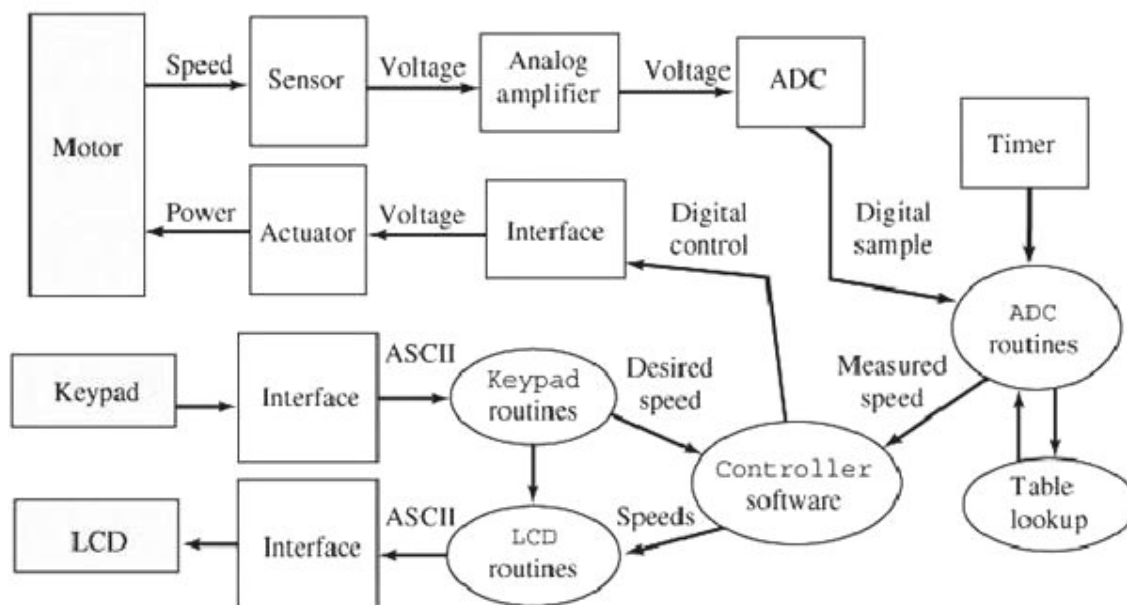 Motor
Speed
Sensor
Voltage
Analog
amplifier
Voltage
ADC
Timer
Power
Actuator
Voltage
Interface
Digital
control
Digital
sample
ADC
routines
Keypad
Interface
ASCII
Keypad
routines
Desired
speed
Measured
speed
Controller
software
Table
lookup
LCD
Interface
ASCII
LCD
routines
Speeds